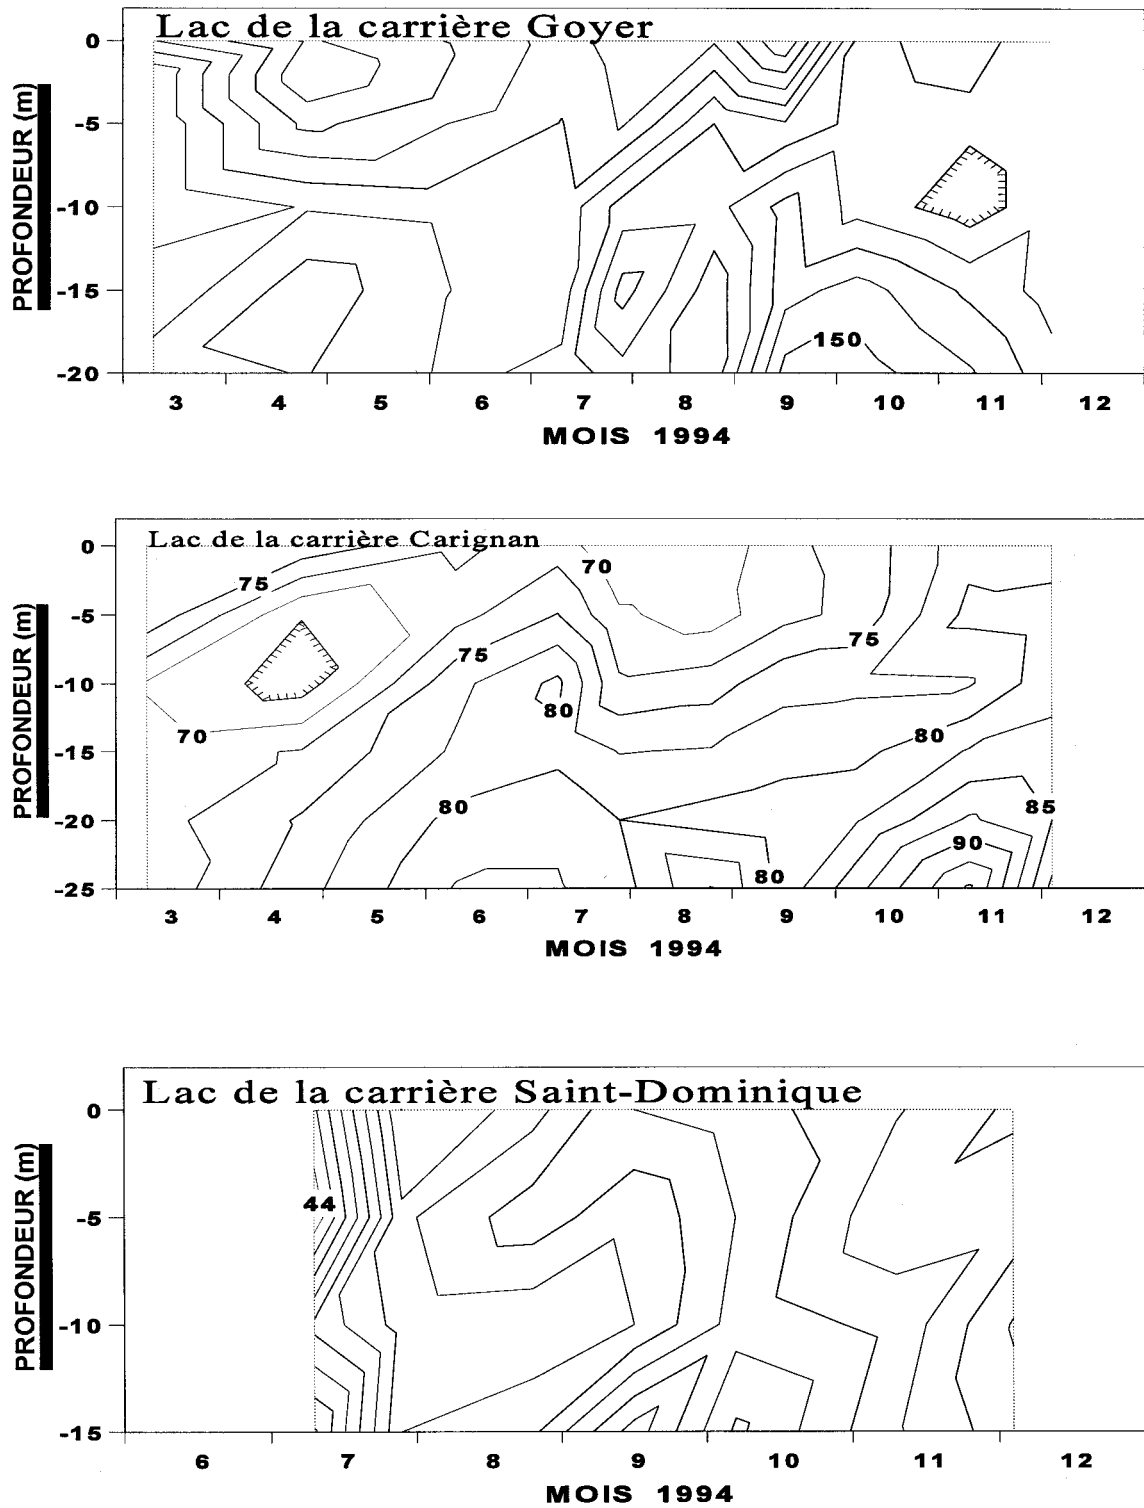 Lac de la carrière Goyer
PROFONDEUR (m)
0
-5
-10
-15
-20
150
3 4 5 6 7 8 9 10 11 12
MOIS 1994
Lac de la carrière Carignan
PROFONDEUR (m)
0
-5
-10
-15
-20
-25
75
70
70
75
75
80
80
80
80
85
90
3 4 5 6 7 8 9 10 11 12
MOIS 1994
Lac de la carrière Saint-Dominique
PROFONDEUR (m)
0
-5
-10
-15
44
6 7 8 9 10 11 12
MOIS 1994